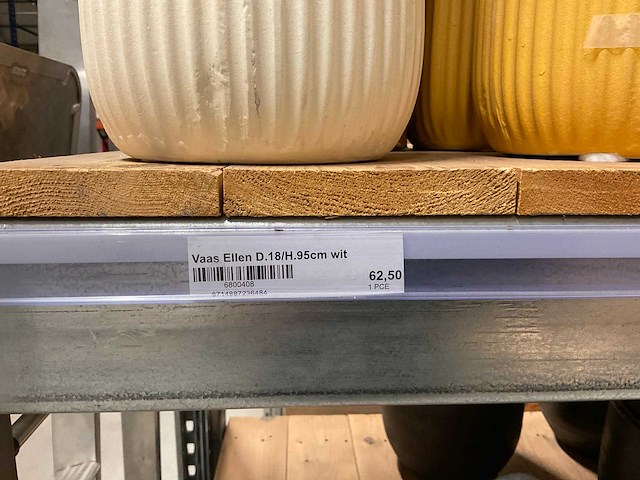 Vaas Ellen D.18/H.95cm wit
6800408
62,50
1 PCE